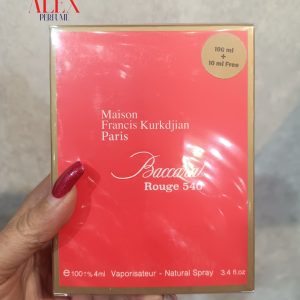 ALEX
PERFUME
100 ml
+
10 ml Free
Maison
Francis Kurkdjian
Paris
Baccarat
Rouge 540
Vaporisateur - Natural Spray
3.4 fl.oz